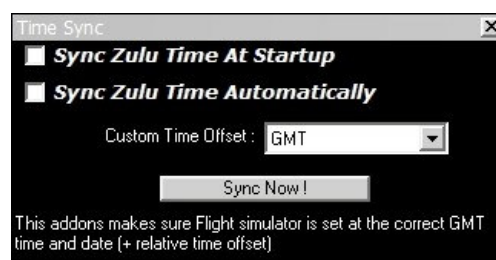 Time Sync
Sync Zulu Time At Startup
Sync Zulu Time Automatically
Custom Time Offset : GMT
Sync Now !
This addons makes sure Flight simulator is set at the correct GMT
time and date (+ relative time offset)